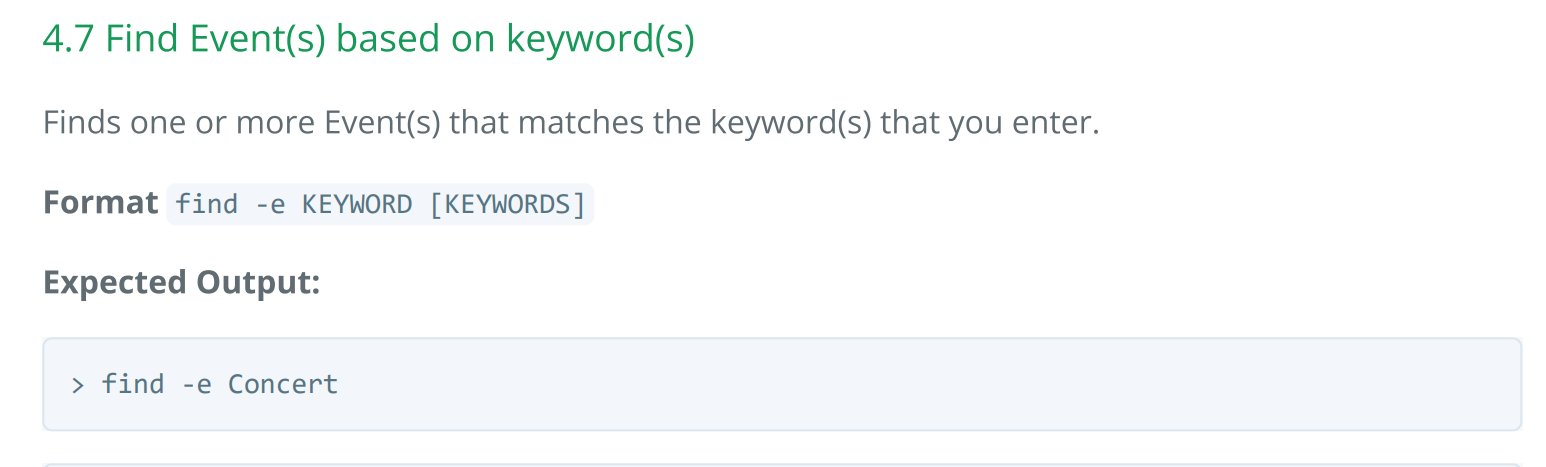 4.7 Find Event(s) based on keyword(s)
Finds one or more Event(s) that matches the keyword(s) that you enter.
Format find -e KEYWORD [KEYWORDS]
Expected Output:
> find -e Concert